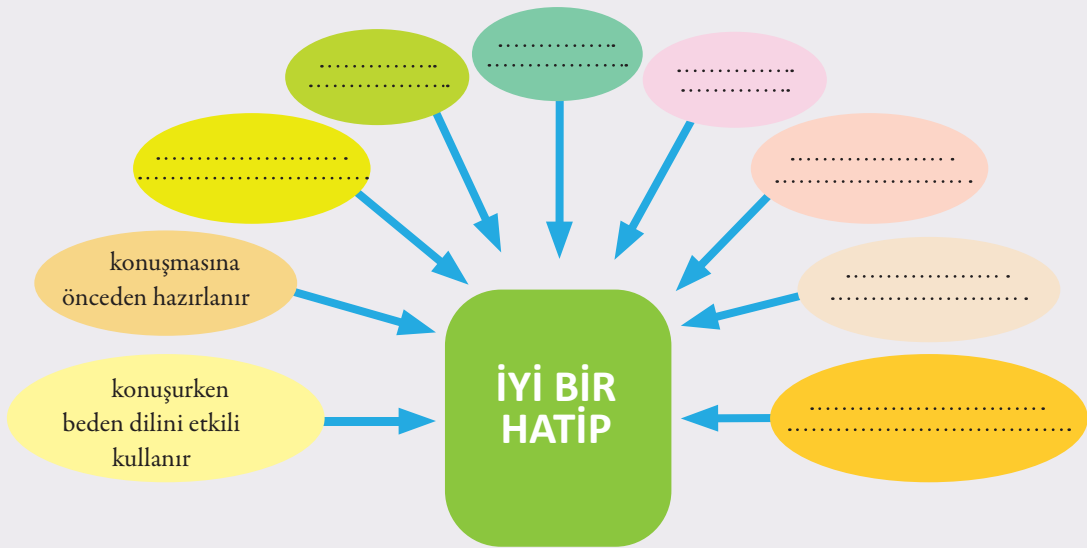 konuşmasına
önceden hazırlanır
konuşurken
beden dilini etkili
kullanır
İYİ BİR
HATİP